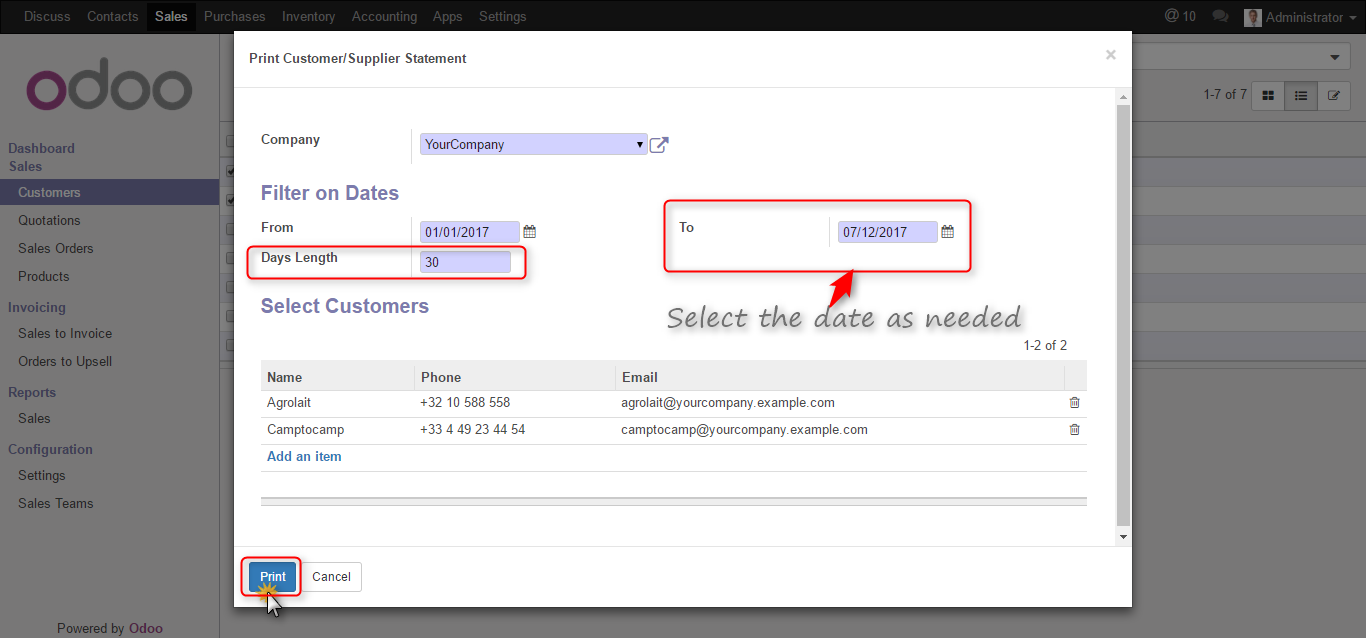 Discuss Contacts Sales Purchases Inventory Accounting Apps Settings @ 10 Administrator
Print Customer/Supplier Statement ×
odoo
1-7 of 7
Dashboard
Sales
Customers
Quotations
Sales Orders
Products
Invoicing
Sales to Invoice
Orders to Upsell
Reports
Sales
Configuration
Settings
Sales Teams
Powered by Odoo
Company YourCompany
Filter on Dates
From 01/01/2017 To 07/12/2017
Days Length 30
Select Customers
Select the date as needed
1-2 of 2
Name Phone Email
Agrolait +32 10 588 558 agrolait@yourcompany.example.com
Camptocamp +33 4 49 23 44 54 camptocamp@yourcompany.example.com
Add an item
Print Cancel